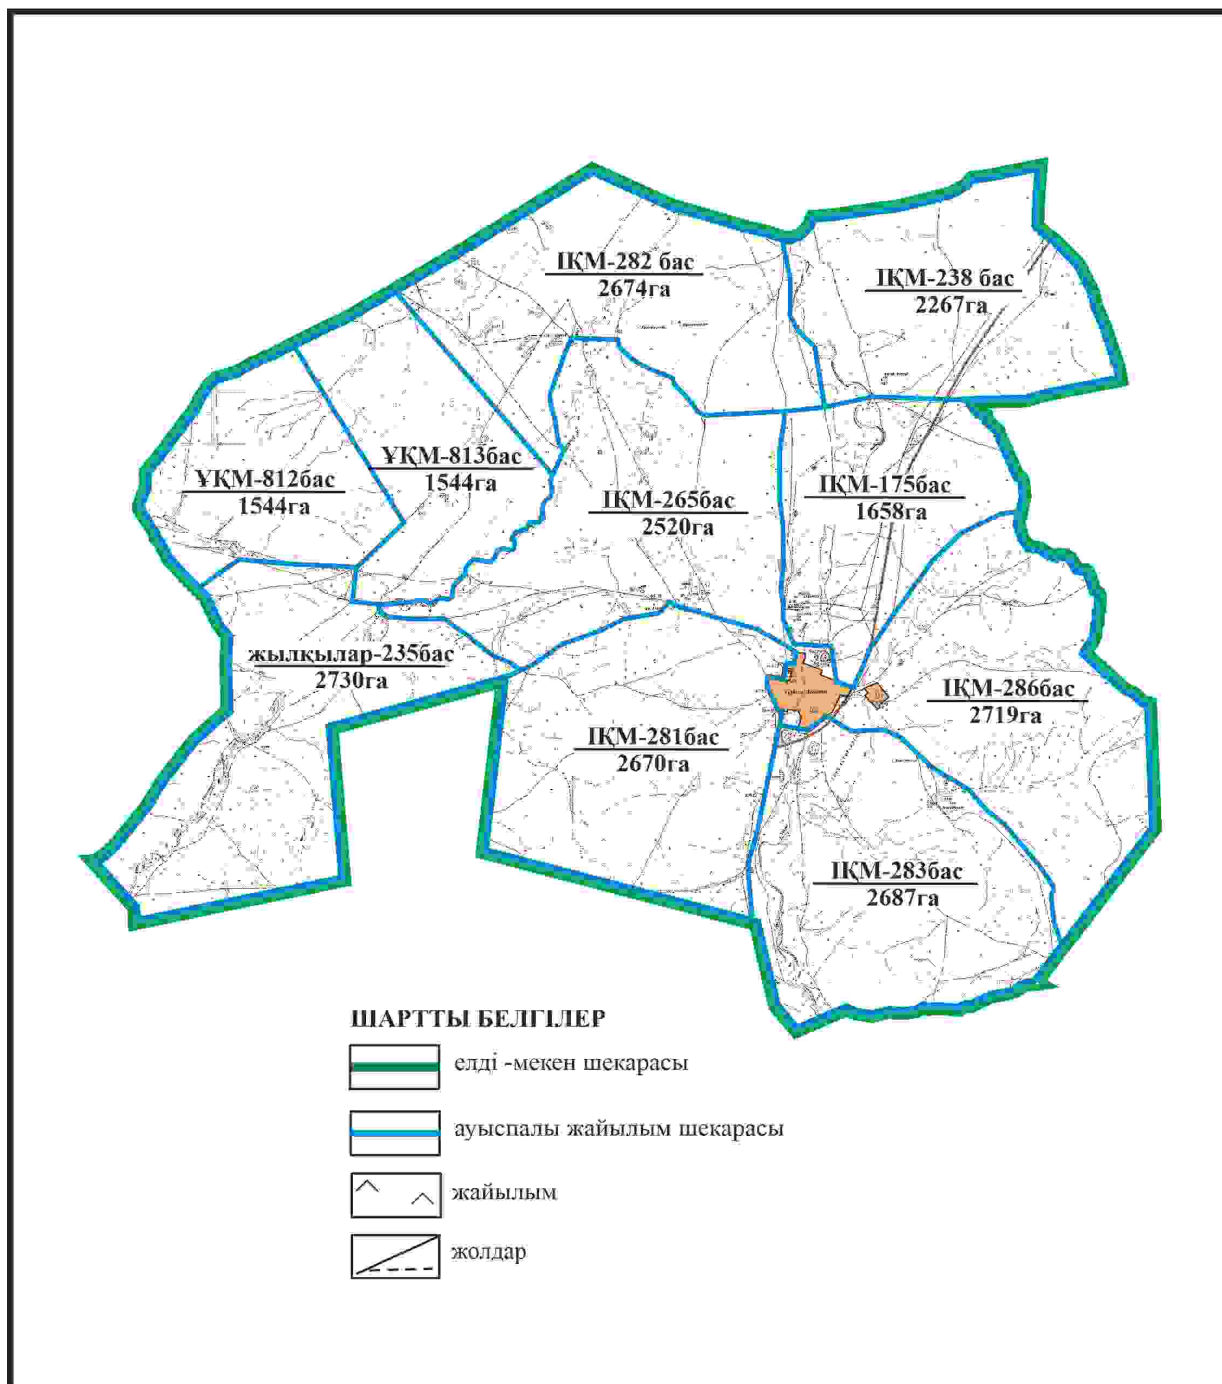 ІҚМ-282 бас
2674га
ІҚМ-238 бас
2267га
ҰҚМ-813бас
1544га
ҰҚМ-812бас
1544га
ІҚМ-265бас
2520га
ІҚМ-175бас
1658га
жылқылар-235бас
2730га
ІҚМ-286бас
2719га
ІҚМ-281бас
2670га
ІҚМ-283бас
2687га
ШАРТТЫ БЕЛГІЛЕР
елді -мекен шекарасы
ауыспалы жайылым шекарасы
жайылым
жолдар